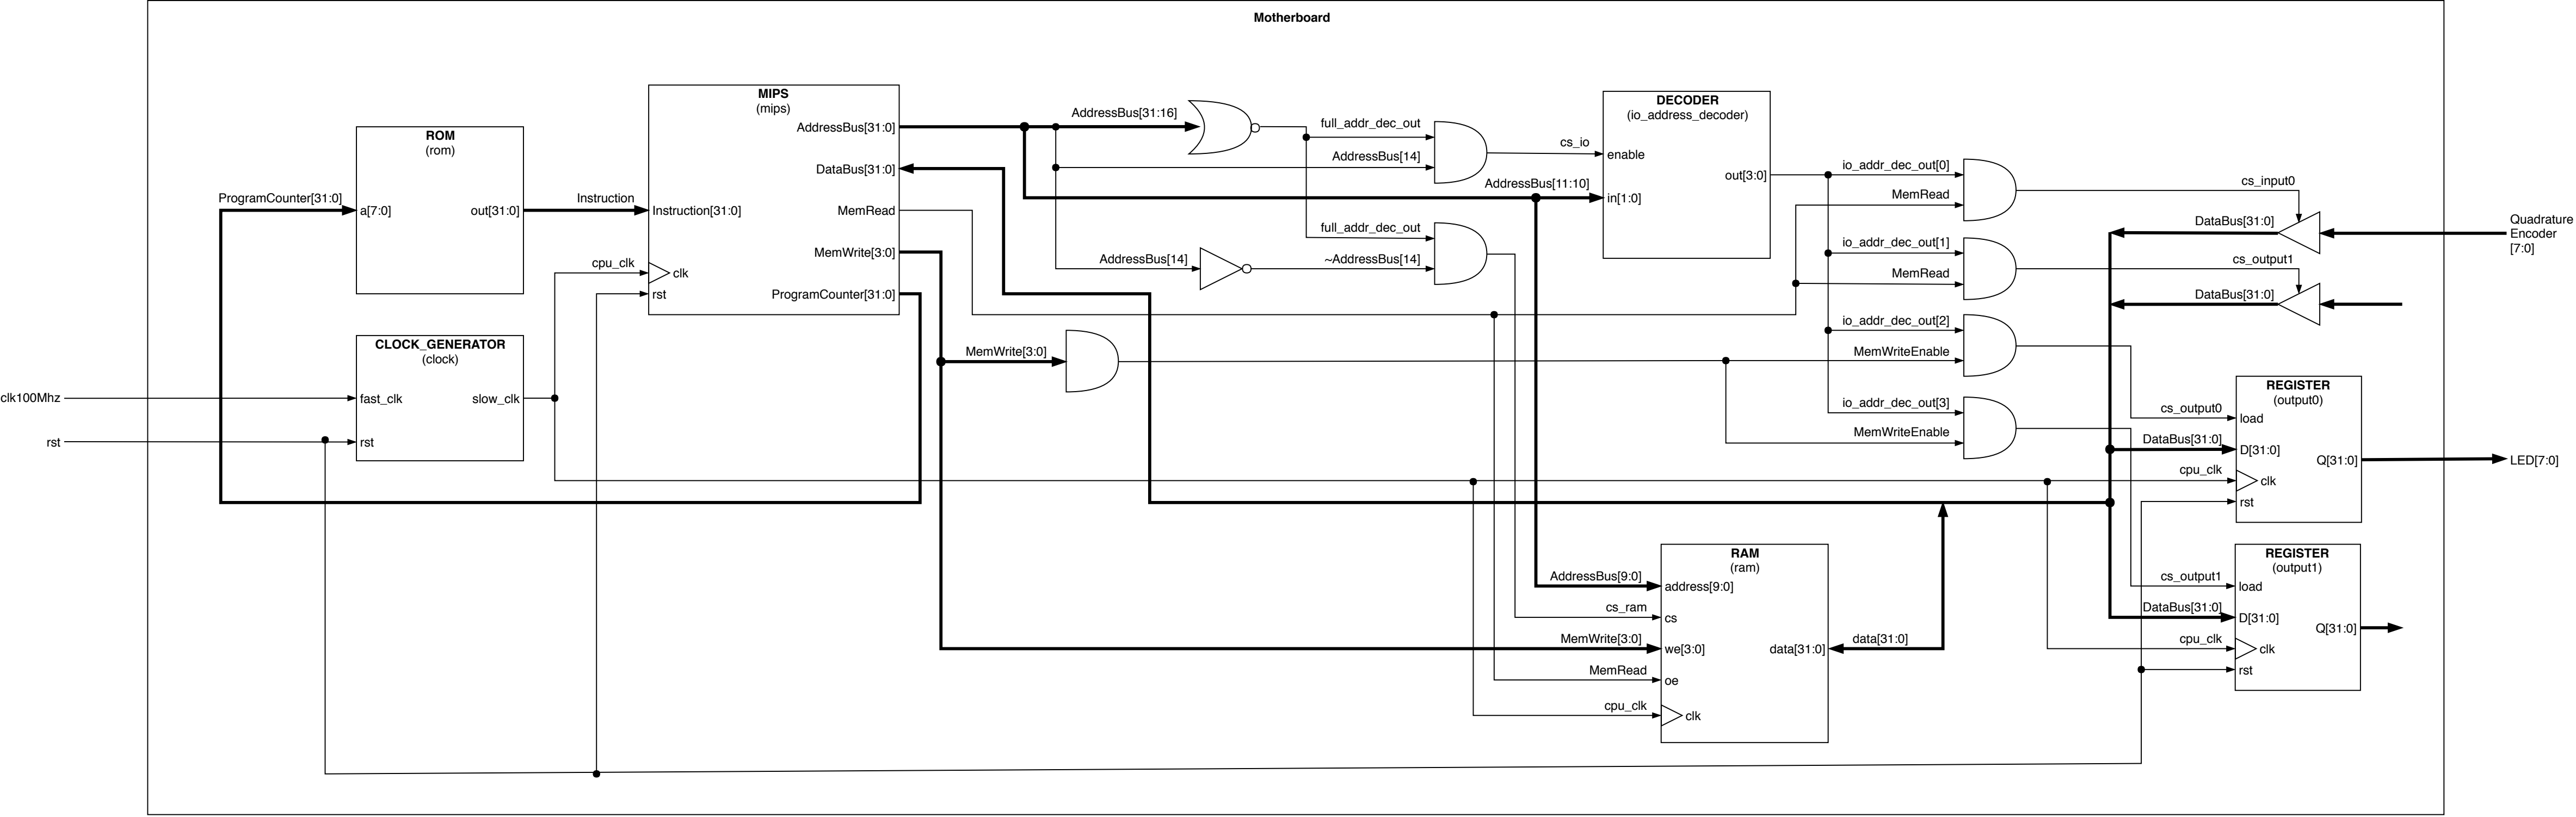 Motherboard
MIPS
(mips)
AddressBus[31:0]
DataBus[31:0]
MemRead
MemWrite[3:0]
ProgramCounter[31:0]
Instruction[31:0]
clk
rst
ROM
(rom)
a[7:0]
out[31:0]
ProgramCounter[31:0]
Instruction
cpu_clk
CLOCK_GENERATOR
(clock)
fast_clk
slow_clk
rst
clk100Mhz
rst
AddressBus[31:16]
full_addr_dec_out
AddressBus[14]
cs_io
AddressBus[11:10]
full_addr_dec_out
AddressBus[14]
~AddressBus[14]
MemWrite[3:0]
DECODER
(io_address_decoder)
enable
in[1:0]
out[3:0]
io_addr_dec_out[0]
MemRead
io_addr_dec_out[1]
MemRead
io_addr_dec_out[2]
MemWriteEnable
io_addr_dec_out[3]
MemWriteEnable
cs_input0
DataBus[31:0]
cs_output1
DataBus[31:0]
Quadrature
Encoder
[7:0]
REGISTER
(output0)
cs_output0
load
DataBus[31:0]
D[31:0]
Q[31:0]
LED[7:0]
cpu_clk
clk
rst
REGISTER
(output1)
cs_output1
load
DataBus[31:0]
D[31:0]
Q[31:0]
cpu_clk
clk
rst
RAM
(ram)
AddressBus[9:0]
address[9:0]
cs_ram
cs
MemWrite[3:0]
we[3:0]
data[31:0]
data[31:0]
MemRead
oe
cpu_clk
clk